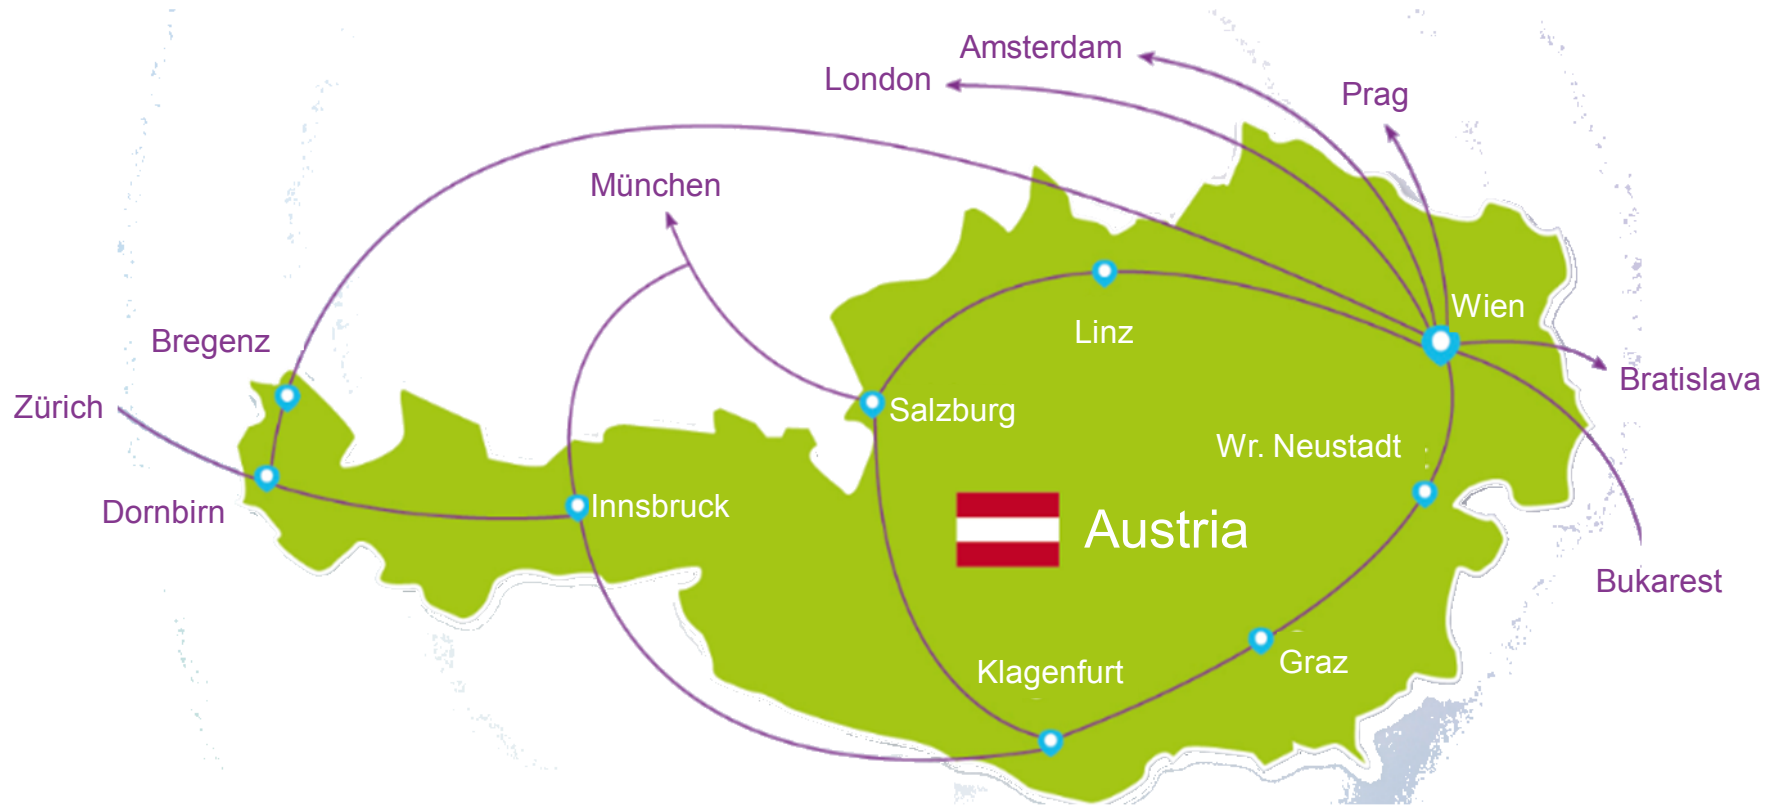 Amsterdam
London
Prag
München
Wien
Linz
Bregenz
Bratislava
Zürich
Salzburg
Wr. Neustadt
Dornbirn
Innsbruck
Austria
Bukarest
Klagenfurt
Graz